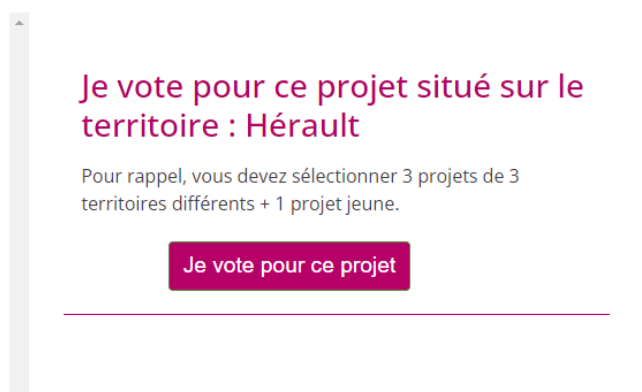 Je vote pour ce projet situé sur le
territoire : Hérault
Pour rappel, vous devez sélectionner 3 projets de 3
territoires différents + 1 projet jeune.
Je vote pour ce projet